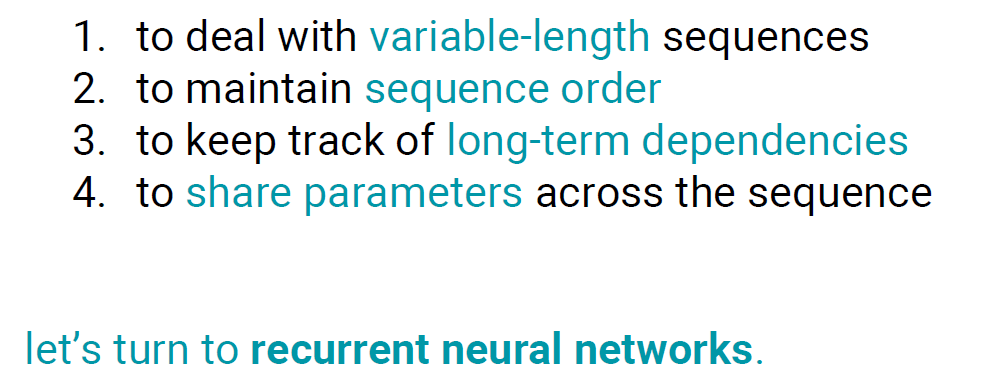 1. to deal with variable-length sequences
2. to maintain sequence order
3. to keep track of long-term dependencies
4. to share parameters across the sequence
let’s turn to recurrent neural networks.